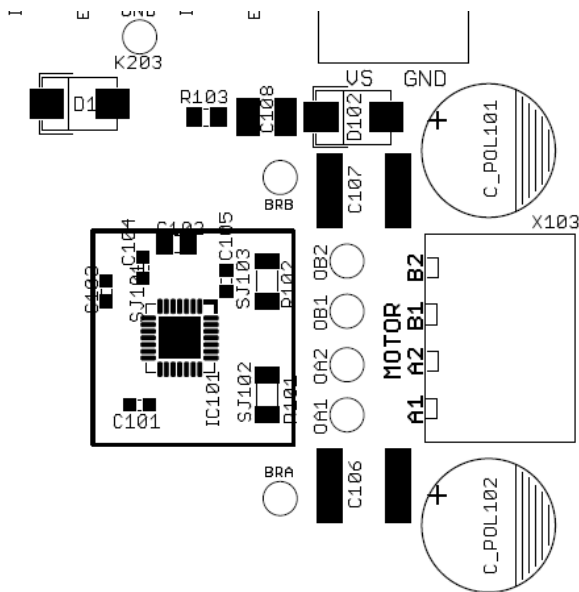 K203
VS
GND
D1
R103
C108
D102
C_POL101
BRB
C107
X103
C102
C104
C105
OB2
B2
C103
SJ101
SJ103
R102
OB1
B1
MOTOR
OA2
A2
SJ102
R101
IC101
OA1
A1
C101
BRA
C106
C_POL102